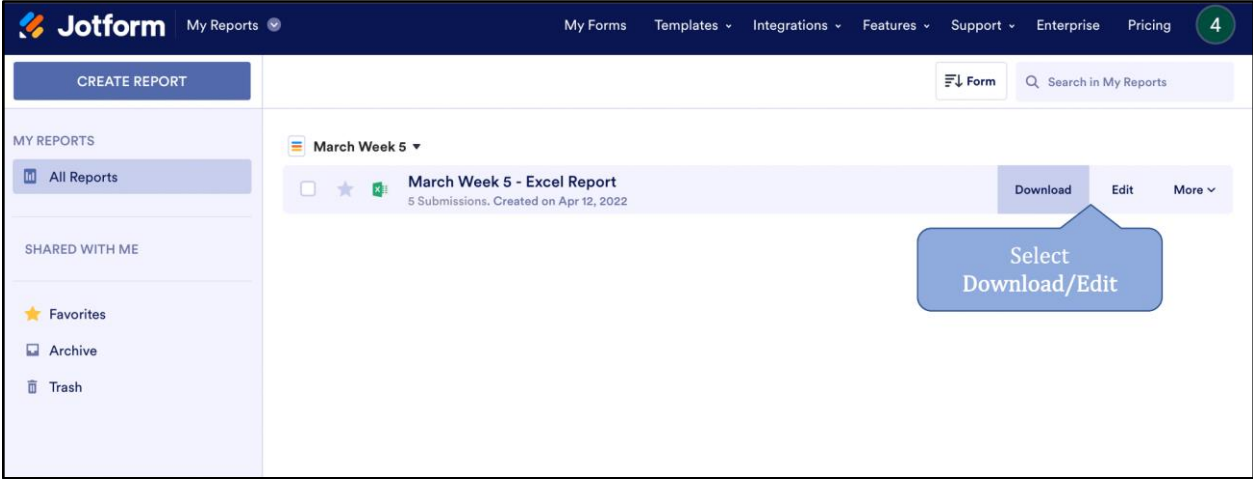 Jotform My Reports My Forms Templates Integrations Features Support Enterprise Pricing 4
CREATE REPORT
Form Search in My Reports
MY REPORTS
All Reports
SHARED WITH ME
Favorites
Archive
Trash
March Week 5
March Week 5 - Excel Report
5 Submissions. Created on Apr 12, 2022
Download Edit More
Select
Download/Edit